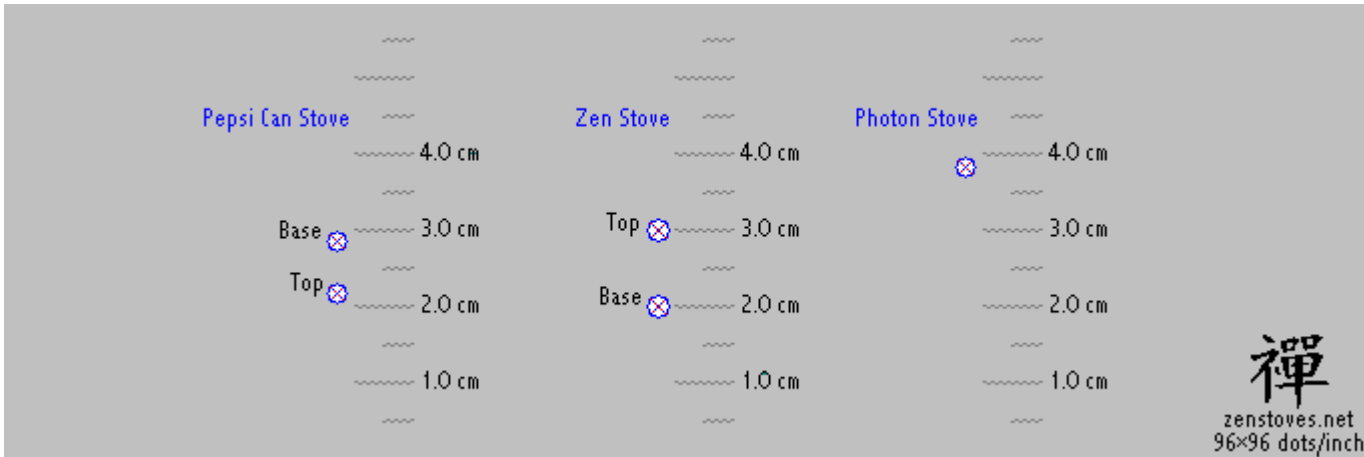 Pepsi Can Stove
Zen Stove
Photon Stove
4.0 cm
4.0 cm
4.0 cm
Base
3.0 cm
Top
3.0 cm
3.0 cm
Top
2.0 cm
Base
2.0 cm
2.0 cm
1.0 cm
1.0 cm
1.0 cm
禪
zenstoves.net
96×96 dots/inch